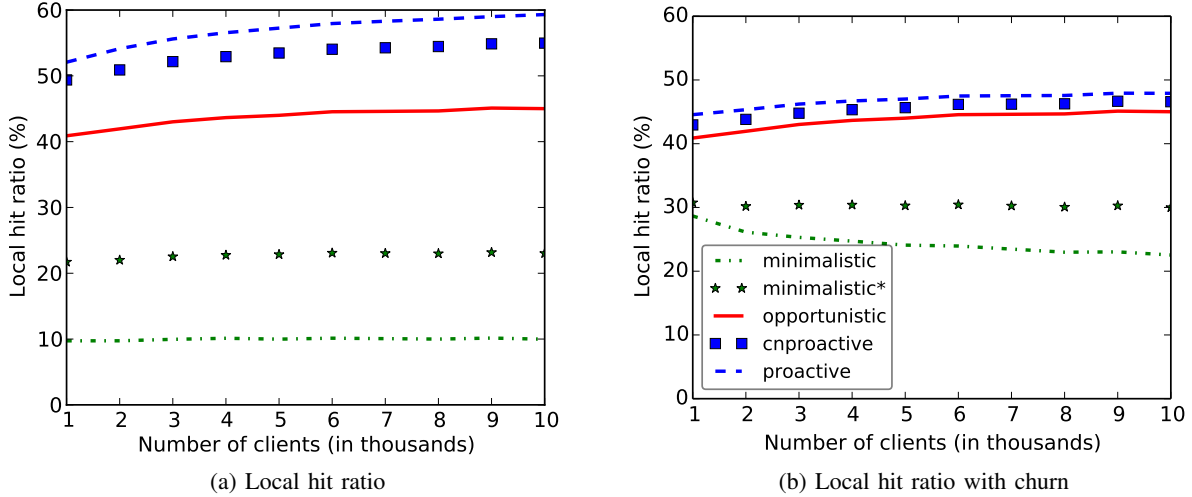 60
50
40
30
20
10
0
Local hit ratio (%)
1 2 3 4 5 6 7 8 9 10
Number of clients (in thousands)
(a) Local hit ratio
60
50
40
30
20
10
0
Local hit ratio (%)
minimalistic
minimalistic*
opportunistic
cnproactive
proactive
1 2 3 4 5 6 7 8 9 10
Number of clients (in thousands)
(b) Local hit ratio with churn